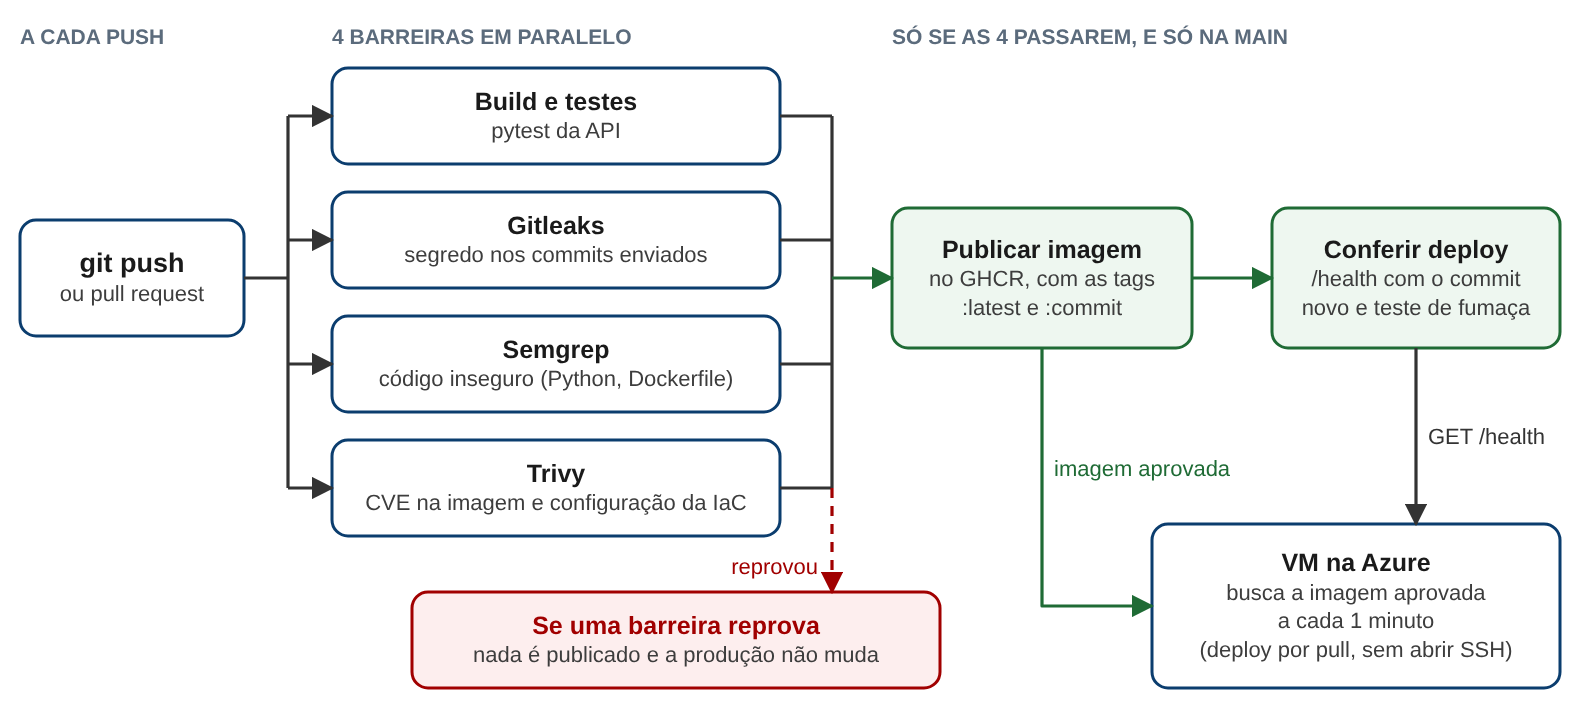 A CADA PUSH
4 BARREIRAS EM PARALELO
SÓ SE AS 4 PASSAREM, E SÓ NA MAIN
git push
ou pull request
Build e testes
pytest da API
Gitleaks
segredo nos commits enviados
Semgrep
código inseguro (Python, Dockerfile)
Trivy
CVE na imagem e configuração da IaC
reprovou
Se uma barreira reprova
nada é publicado e a produção não muda
Publicar imagem
no GHCR, com as tags
:latest e :commit
Conferir deploy
/health com o commit
novo e teste de fumaça
imagem aprovada
GET /health
VM na Azure
busca a imagem aprovada
a cada 1 minuto
(deploy por pull, sem abrir SSH)